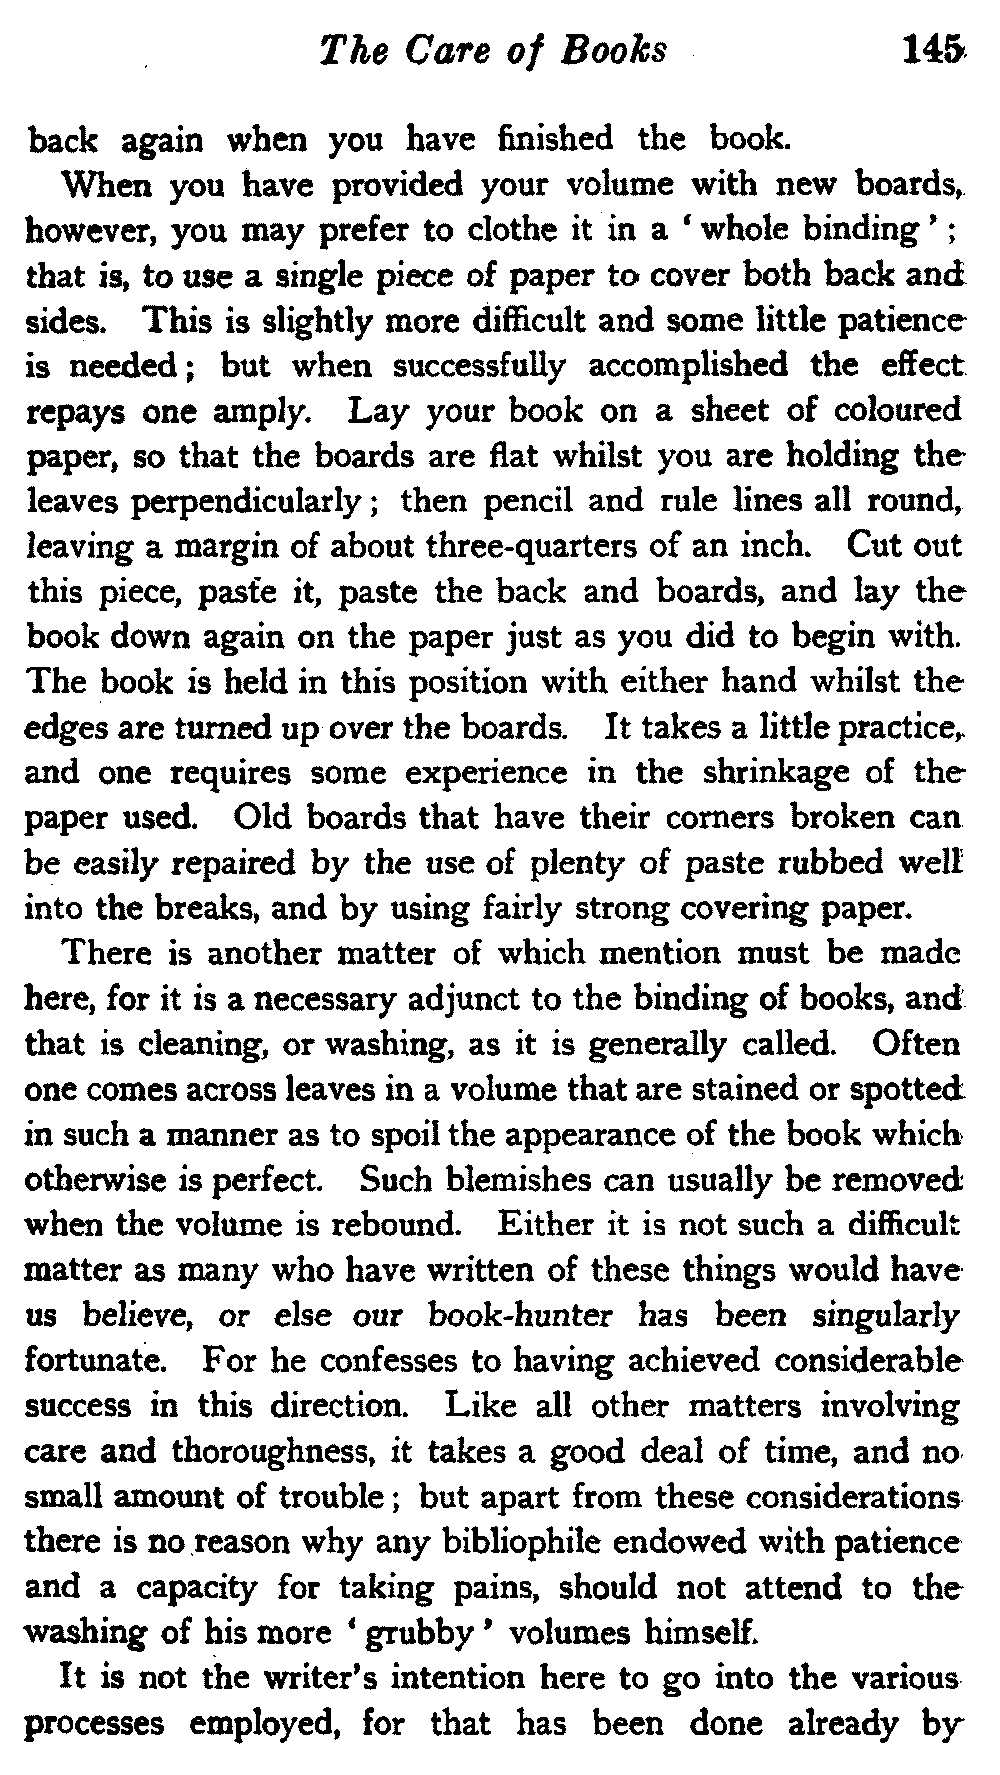 The Care of Books 145
back again when you have finished the book.
When you have provided your volume with new boards,
however, you may prefer to clothe it in a ‘ whole binding ’ ;
that is, to use a single piece of paper to cover both back and
sides. This is slightly more difficult and some little patience
is needed ; but when successfully accomplished the effect
repays one amply. Lay your book on a sheet of coloured
paper, so that the boards are flat whilst you are holding the
leaves perpendicularly ; then pencil and rule lines all round,
leaving a margin of about three-quarters of an inch. Cut out
this piece, paste it, paste the back and boards, and lay the
book down again on the paper just as you did to begin with.
The book is held in this position with either hand whilst the
edges are turned up over the boards. It takes a little practice,
and one requires some experience in the shrinkage of the
paper used. Old boards that have their corners broken can
be easily repaired by the use of plenty of paste rubbed well
into the breaks, and by using fairly strong covering paper.
There is another matter of which mention must be made
here, for it is a necessary adjunct to the binding of books, and
that is cleaning, or washing, as it is generally called. Often
one comes across leaves in a volume that are stained or spotted
in such a manner as to spoil the appearance of the book which
otherwise is perfect. Such blemishes can usually be removed
when the volume is rebound. Either it is not such a difficult
matter as many who have written of these things would have
us believe, or else our book-hunter has been singularly
fortunate. For he confesses to having achieved considerable
success in this direction. Like all other matters involving
care and thoroughness, it takes a good deal of time, and no
small amount of trouble ; but apart from these considerations
there is no reason why any bibliophile endowed with patience
and a capacity for taking pains, should not attend to the
washing of his more ‘ grubby ’ volumes himself.
It is not the writer’s intention here to go into the various
processes employed, for that has been done already by